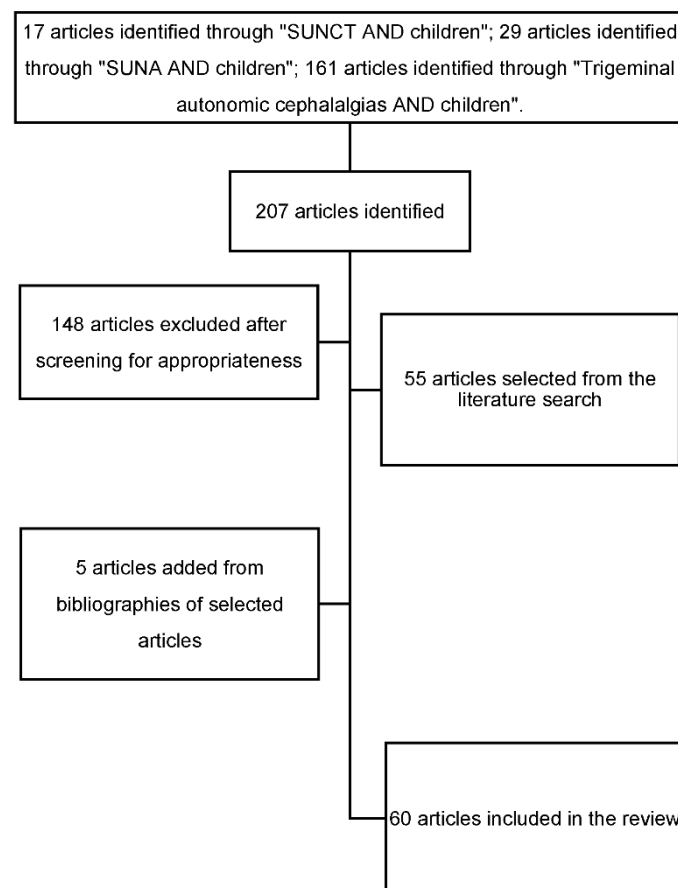 17 articles identified through "SUNCT AND children"; 29 articles identified
through "SUNA AND children"; 161 articles identified through "Trigeminal
autonomic cephalalgias AND children".
207 articles identified
148 articles excluded after
screening for appropriateness
55 articles selected from the
literature search
5 articles added from
bibliographies of selected
articles
60 articles included in the review